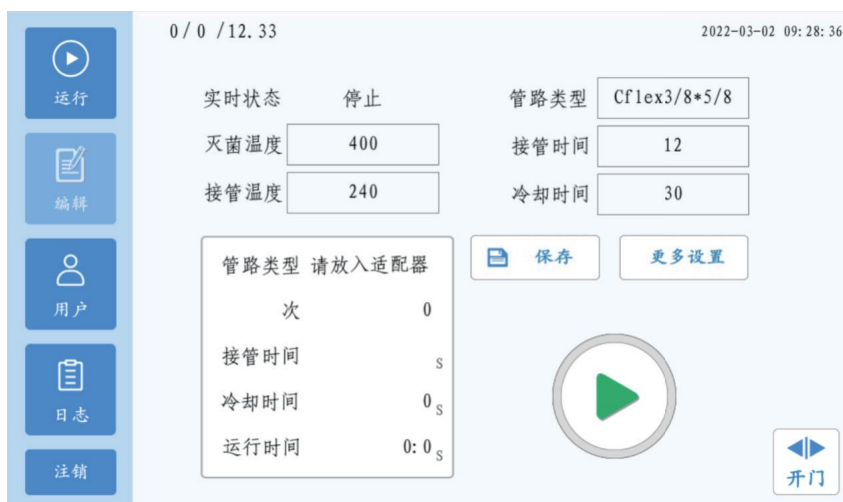 0/ 0 /12.33
2022-03-02 09:28:36
运行
编辑
用户
日志
注销
实时状态 停止
灭菌温度 400
接管温度 240
管路类型 Cflex3/8*5/8
接管时间 12
冷却时间 30
管路类型 请放入适配器
次 0
接管时间 S
冷却时间 0 S
运行时间 0:0 S
保存
更多设置
开门